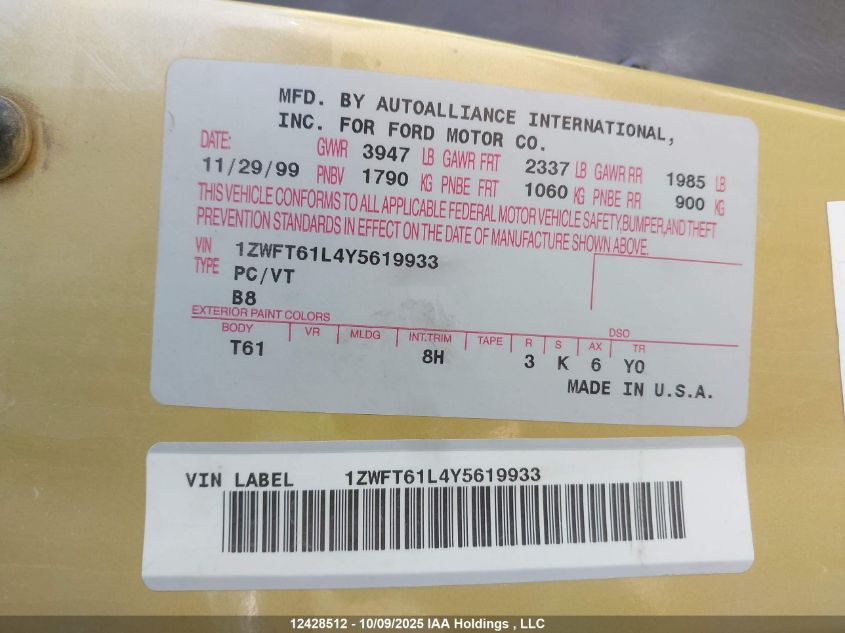 MFD. BY AUTOALLIANCE INTERNATIONAL,
INC. FOR FORD MOTOR CO.
DATE: GVWR 3947 LB GAWR FRT 2337 LB GAWR RR 1985 LB
11/29/99 PNBV 1790 KG PNBE FRT 1060 KG PNBE RR 900 KG
THIS VEHICLE CONFORMS TO ALL APPLICABLE FEDERAL MOTOR VEHICLE SAFETY,BUMPER,AND THEFT
PREVENTION STANDARDS IN EFFECT ON THE DATE OF MANUFACTURE SHOWN ABOVE.
VIN 1ZWFT61L4Y5619933
TYPE PC/VT
B8
EXTERIOR PAINT COLORS DSO
BODY VR MLDG INT.TRIM TAPE R S AX TR
T61 8H 3 K 6 Y0
MADE IN U.S.A.
VIN LABEL 1ZWFT61L4Y5619933
12428512 - 10/09/2025 IAA Holdings , LLC